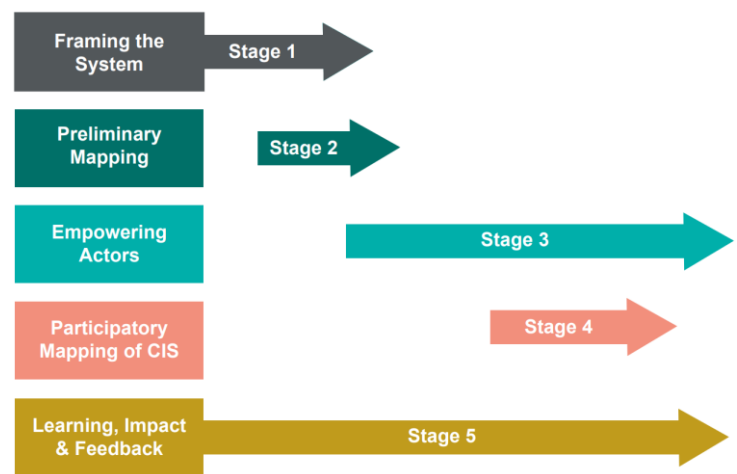 Framing the
System
Stage 1
Preliminary
Mapping
Stage 2
Empowering
Actors
Stage 3
Participatory
Mapping of CIS
Stage 4
Learning, Impact
& Feedback
Stage 5